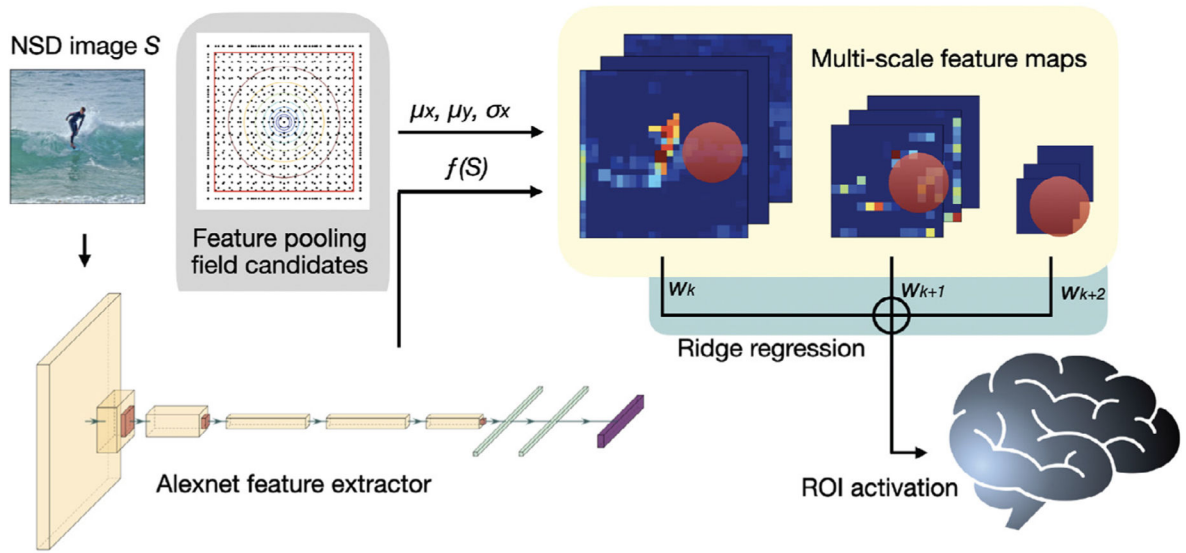 NSD image S
μx, μy, σx
f(S)
Feature pooling
field candidates
Multi-scale feature maps
wk
wk+1
wk+2
Ridge regression
Alexnet feature extractor
ROI activation